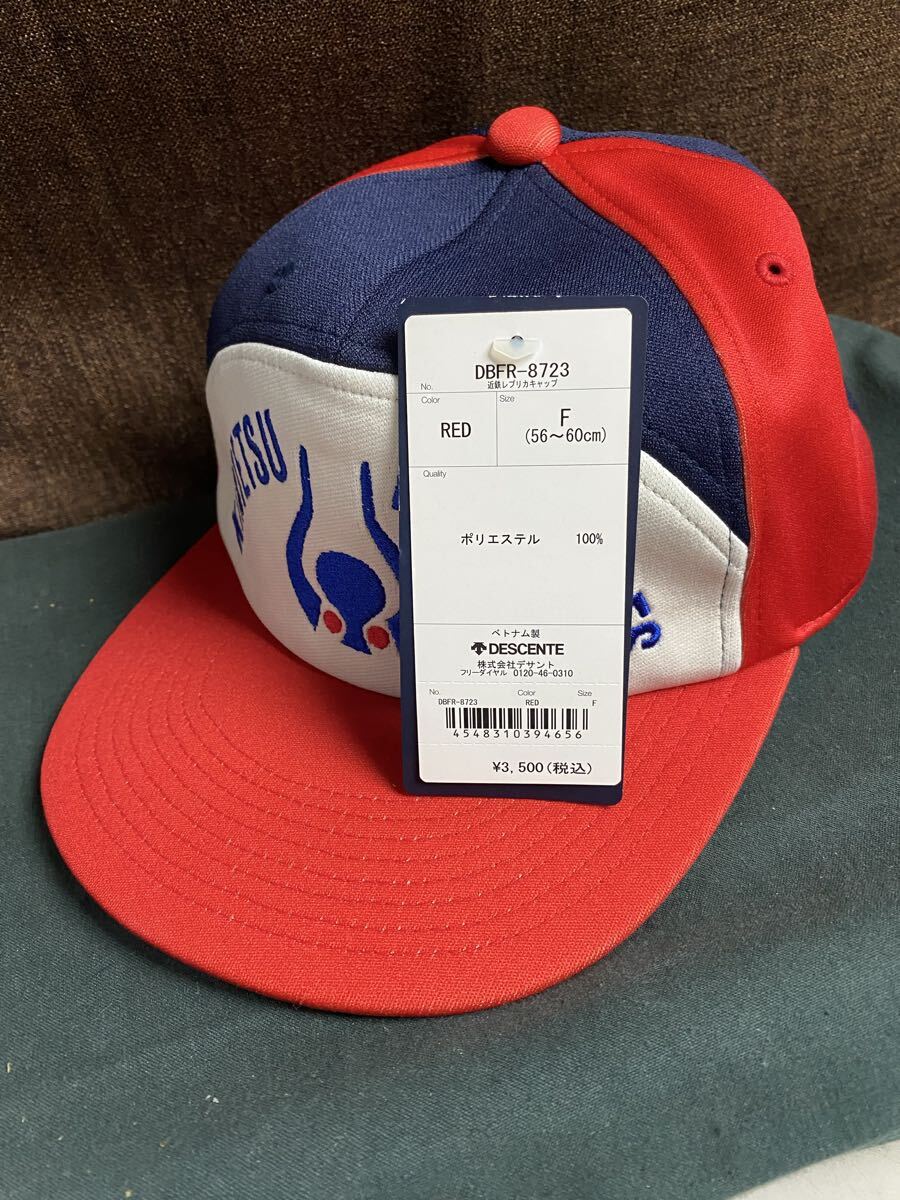 DBFR-8723
No. 近鉄レプリカキャップ
Color Size
RED F
(56～60cm)
Quality
ポリエステル 100%
ベトナム製
DESCENTE
株式会社デサント
フリーダイヤル 0120-46-0310
No. Color Size
DBFR-8723 RED F
4548310394656
¥3,500(税込)